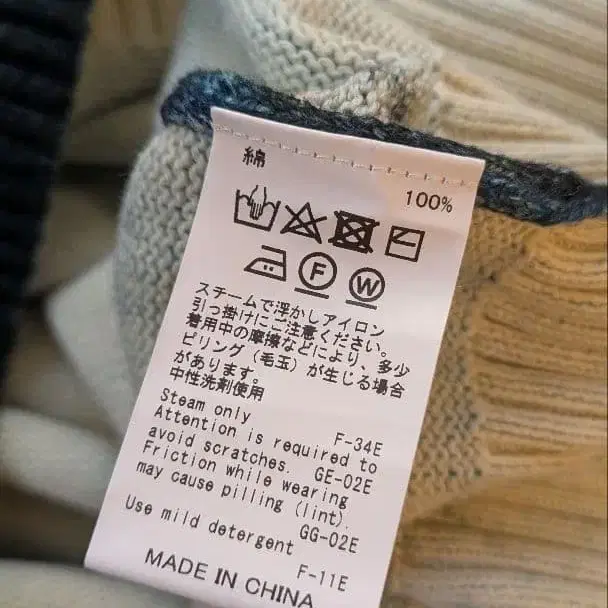 綿 100%
F W
スチームで浮かしアイロン
引っ掛けにご注意ください。
着用中の摩擦などにより、多少
ピリング（毛玉）が生じる場合
があります。
中性洗剤使用
Steam only F-34E
Attention is required to
avoid scratches. GE-02E
Friction while wearing
may cause pilling (lint).
GG-02E
Use mild detergent
F-11E
MADE IN CHINA